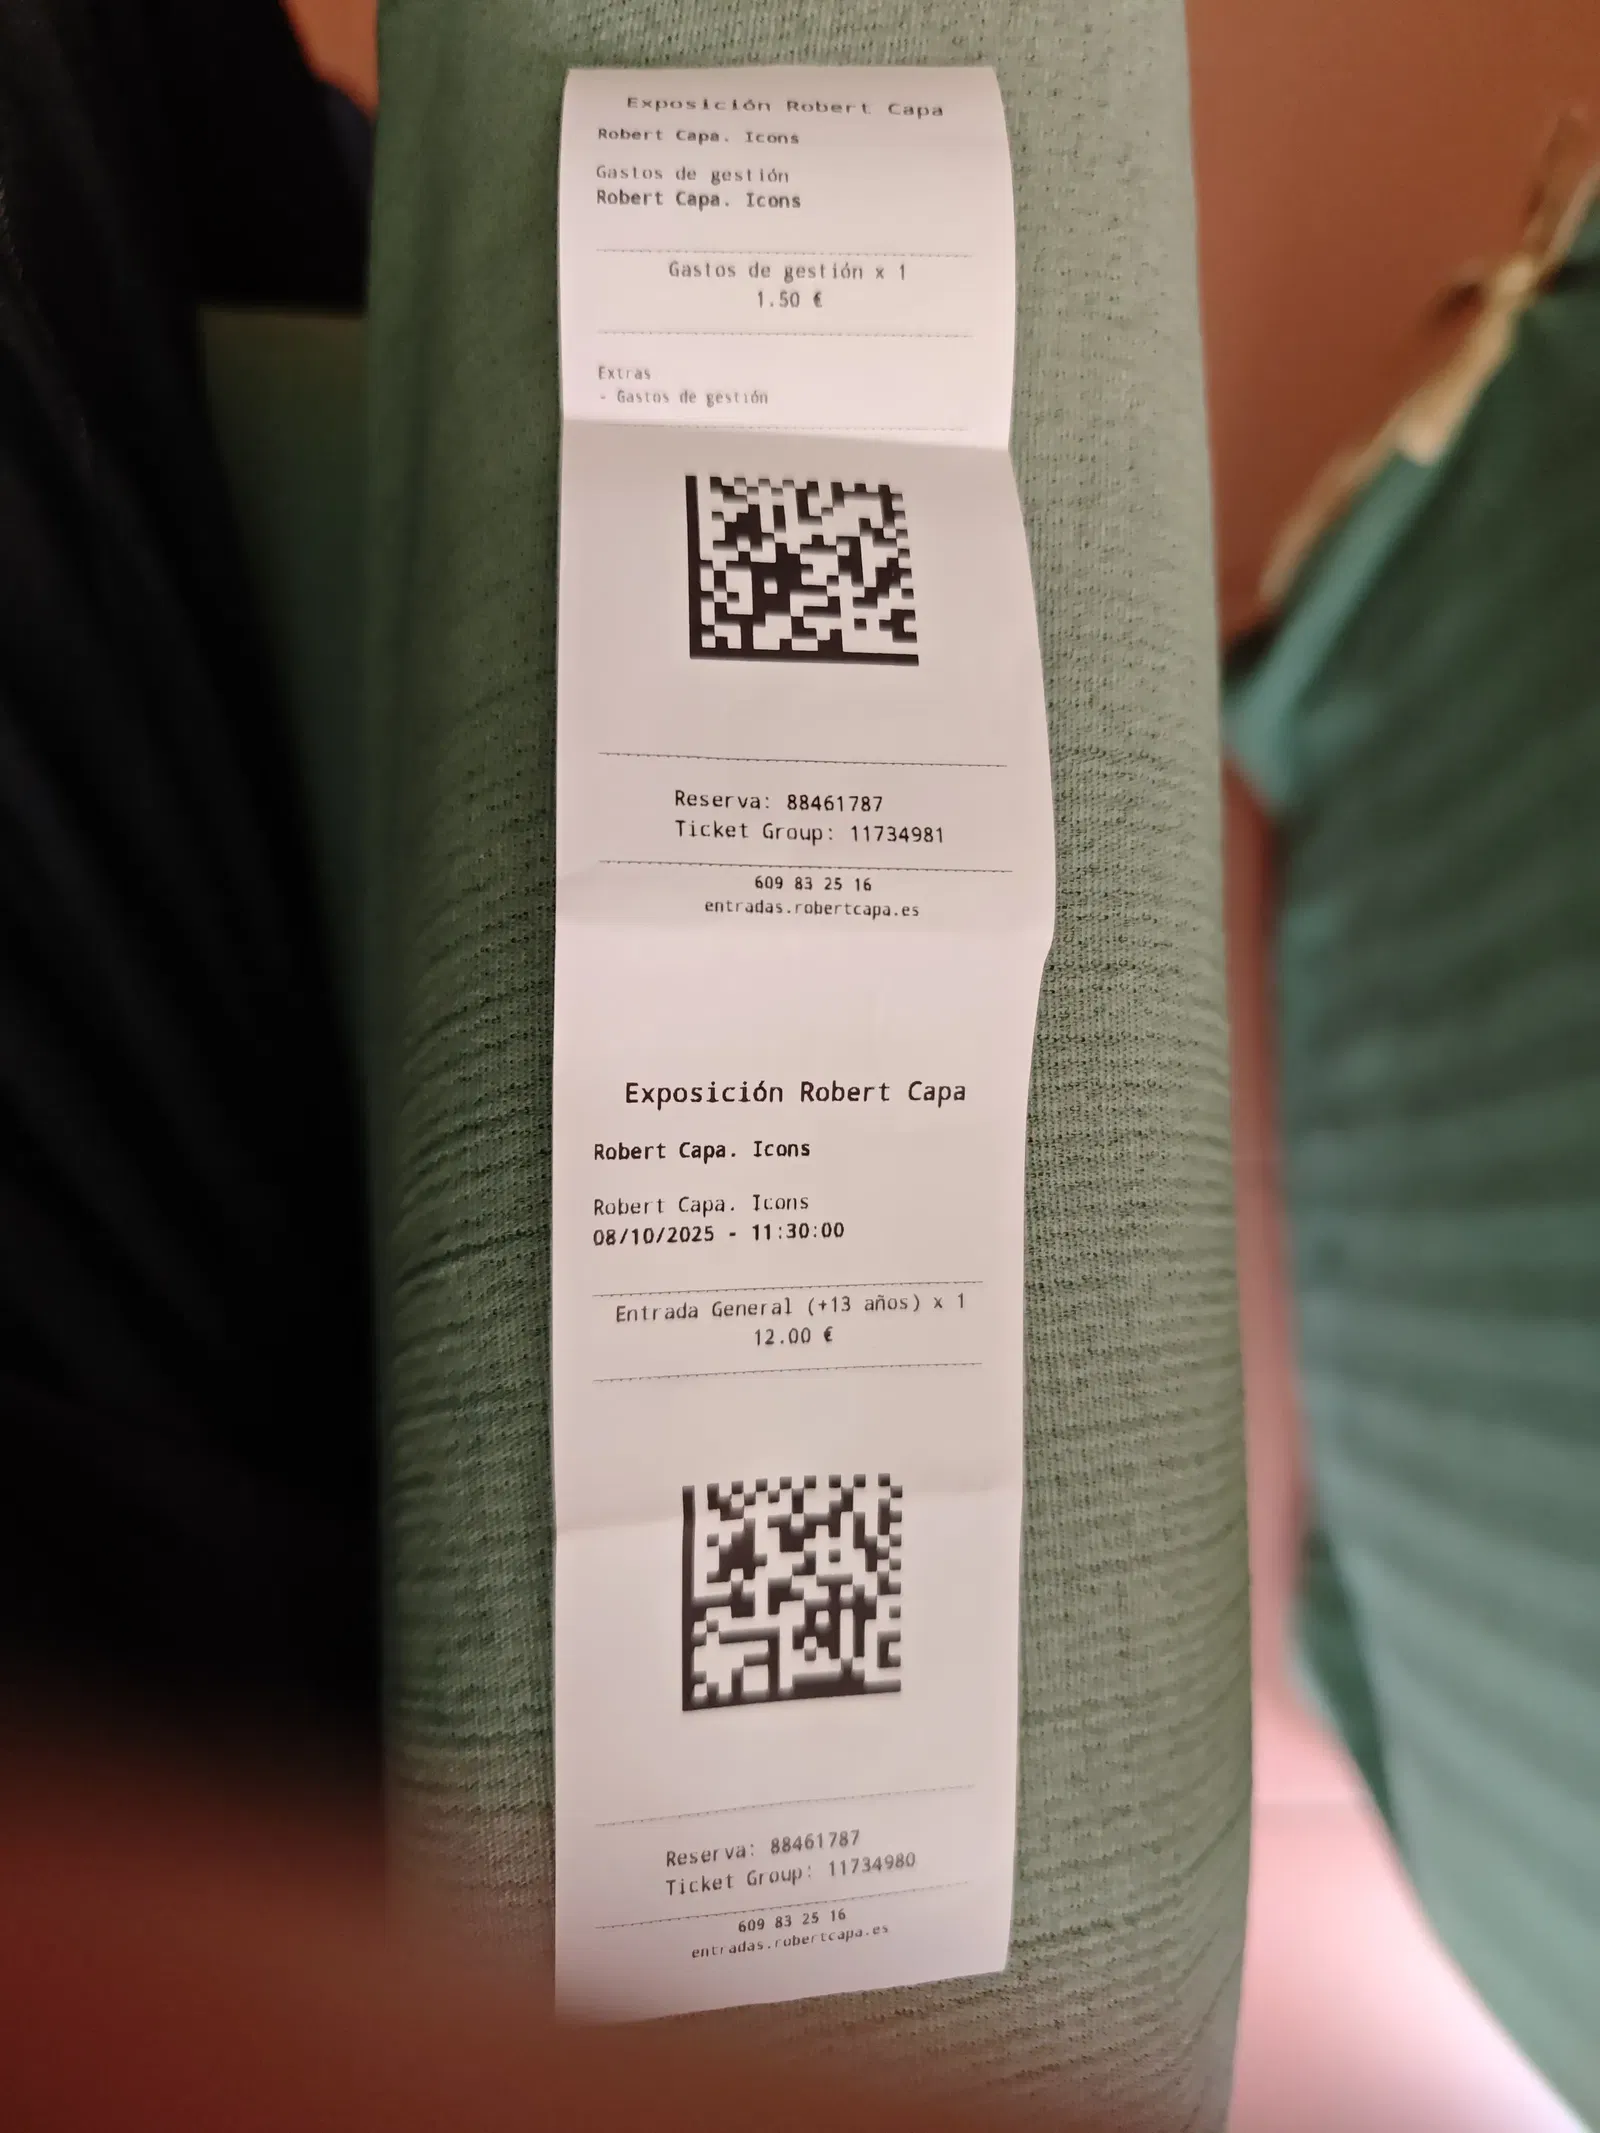 Exposición Robert Capa
Robert Capa. Icons
Gastos de gestión
Robert Capa. Icons
Gastos de gestión x 1
1.50 €
Extras
- Gastos de gestión
Reserva: 88461787
Ticket Group: 11734981
609 83 25 16
entradas.robertcapa.es
Exposición Robert Capa
Robert Capa. Icons
Robert Capa. Icons
08/10/2025 - 11:30:00
Entrada General (+13 años) x 1
12.00 €
Reserva: 88461787
Ticket Group: 11734980
609 83 25 16
entradas.robertcapa.es